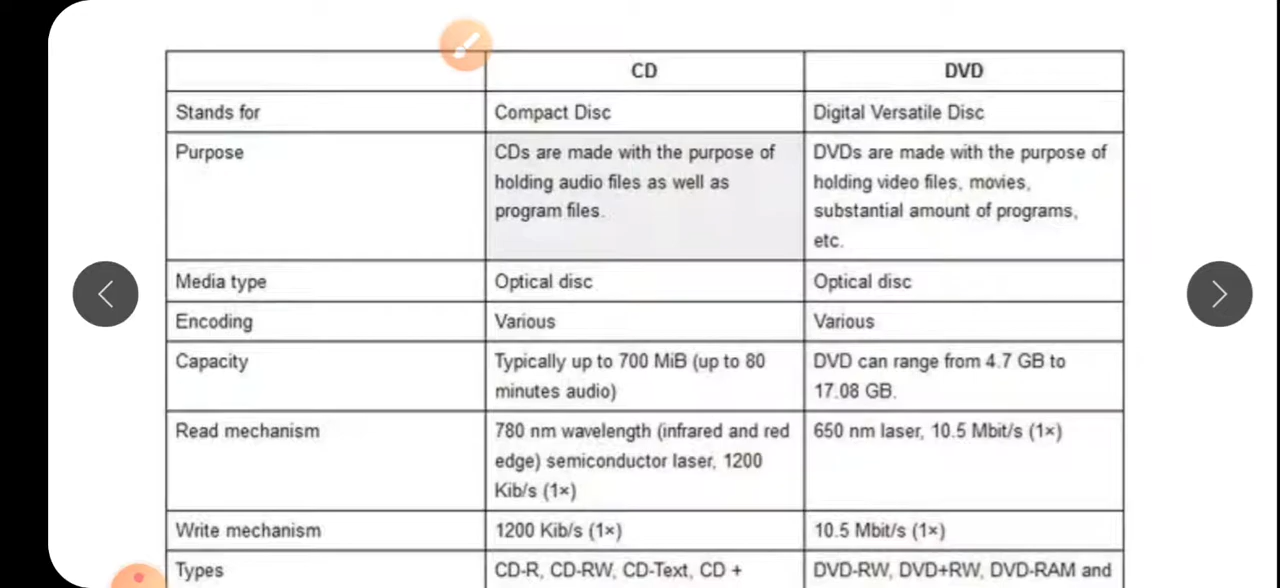 CD DVD
Stands for Compact Disc Digital Versatile Disc
Purpose CDs are made with the purpose of DVDs are made with the purpose of
holding audio files as well as holding video files, movies,
program files. substantial amount of programs,
etc.
Media type Optical disc Optical disc
Encoding Various Various
Capacity Typically up to 700 MiB (up to 80 DVD can range from 4.7 GB to
minutes audio) 17.08 GB.
Read mechanism 780 nm wavelength (infrared and red 650 nm laser, 10.5 Mbit/s (1×)
edge) semiconductor laser, 1200
Kib/s (1×)
Write mechanism 1200 Kib/s (1×) 10.5 Mbit/s (1×)
Types CD-R, CD-RW, CD-Text, CD + DVD-RW, DVD+RW, DVD-RAM and